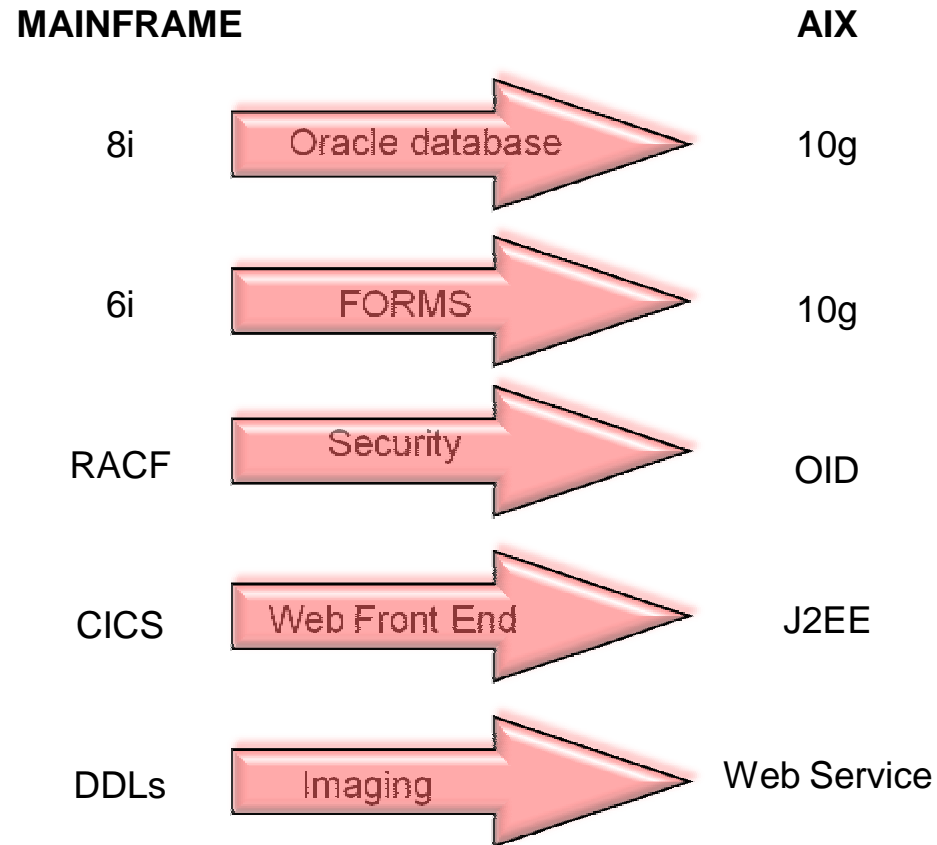 MAINFRAME AIX
8i Oracle database 10g
6i FORMS 10g
RACF Security OID
CICS Web Front End J2EE
DDLs Imaging Web Service